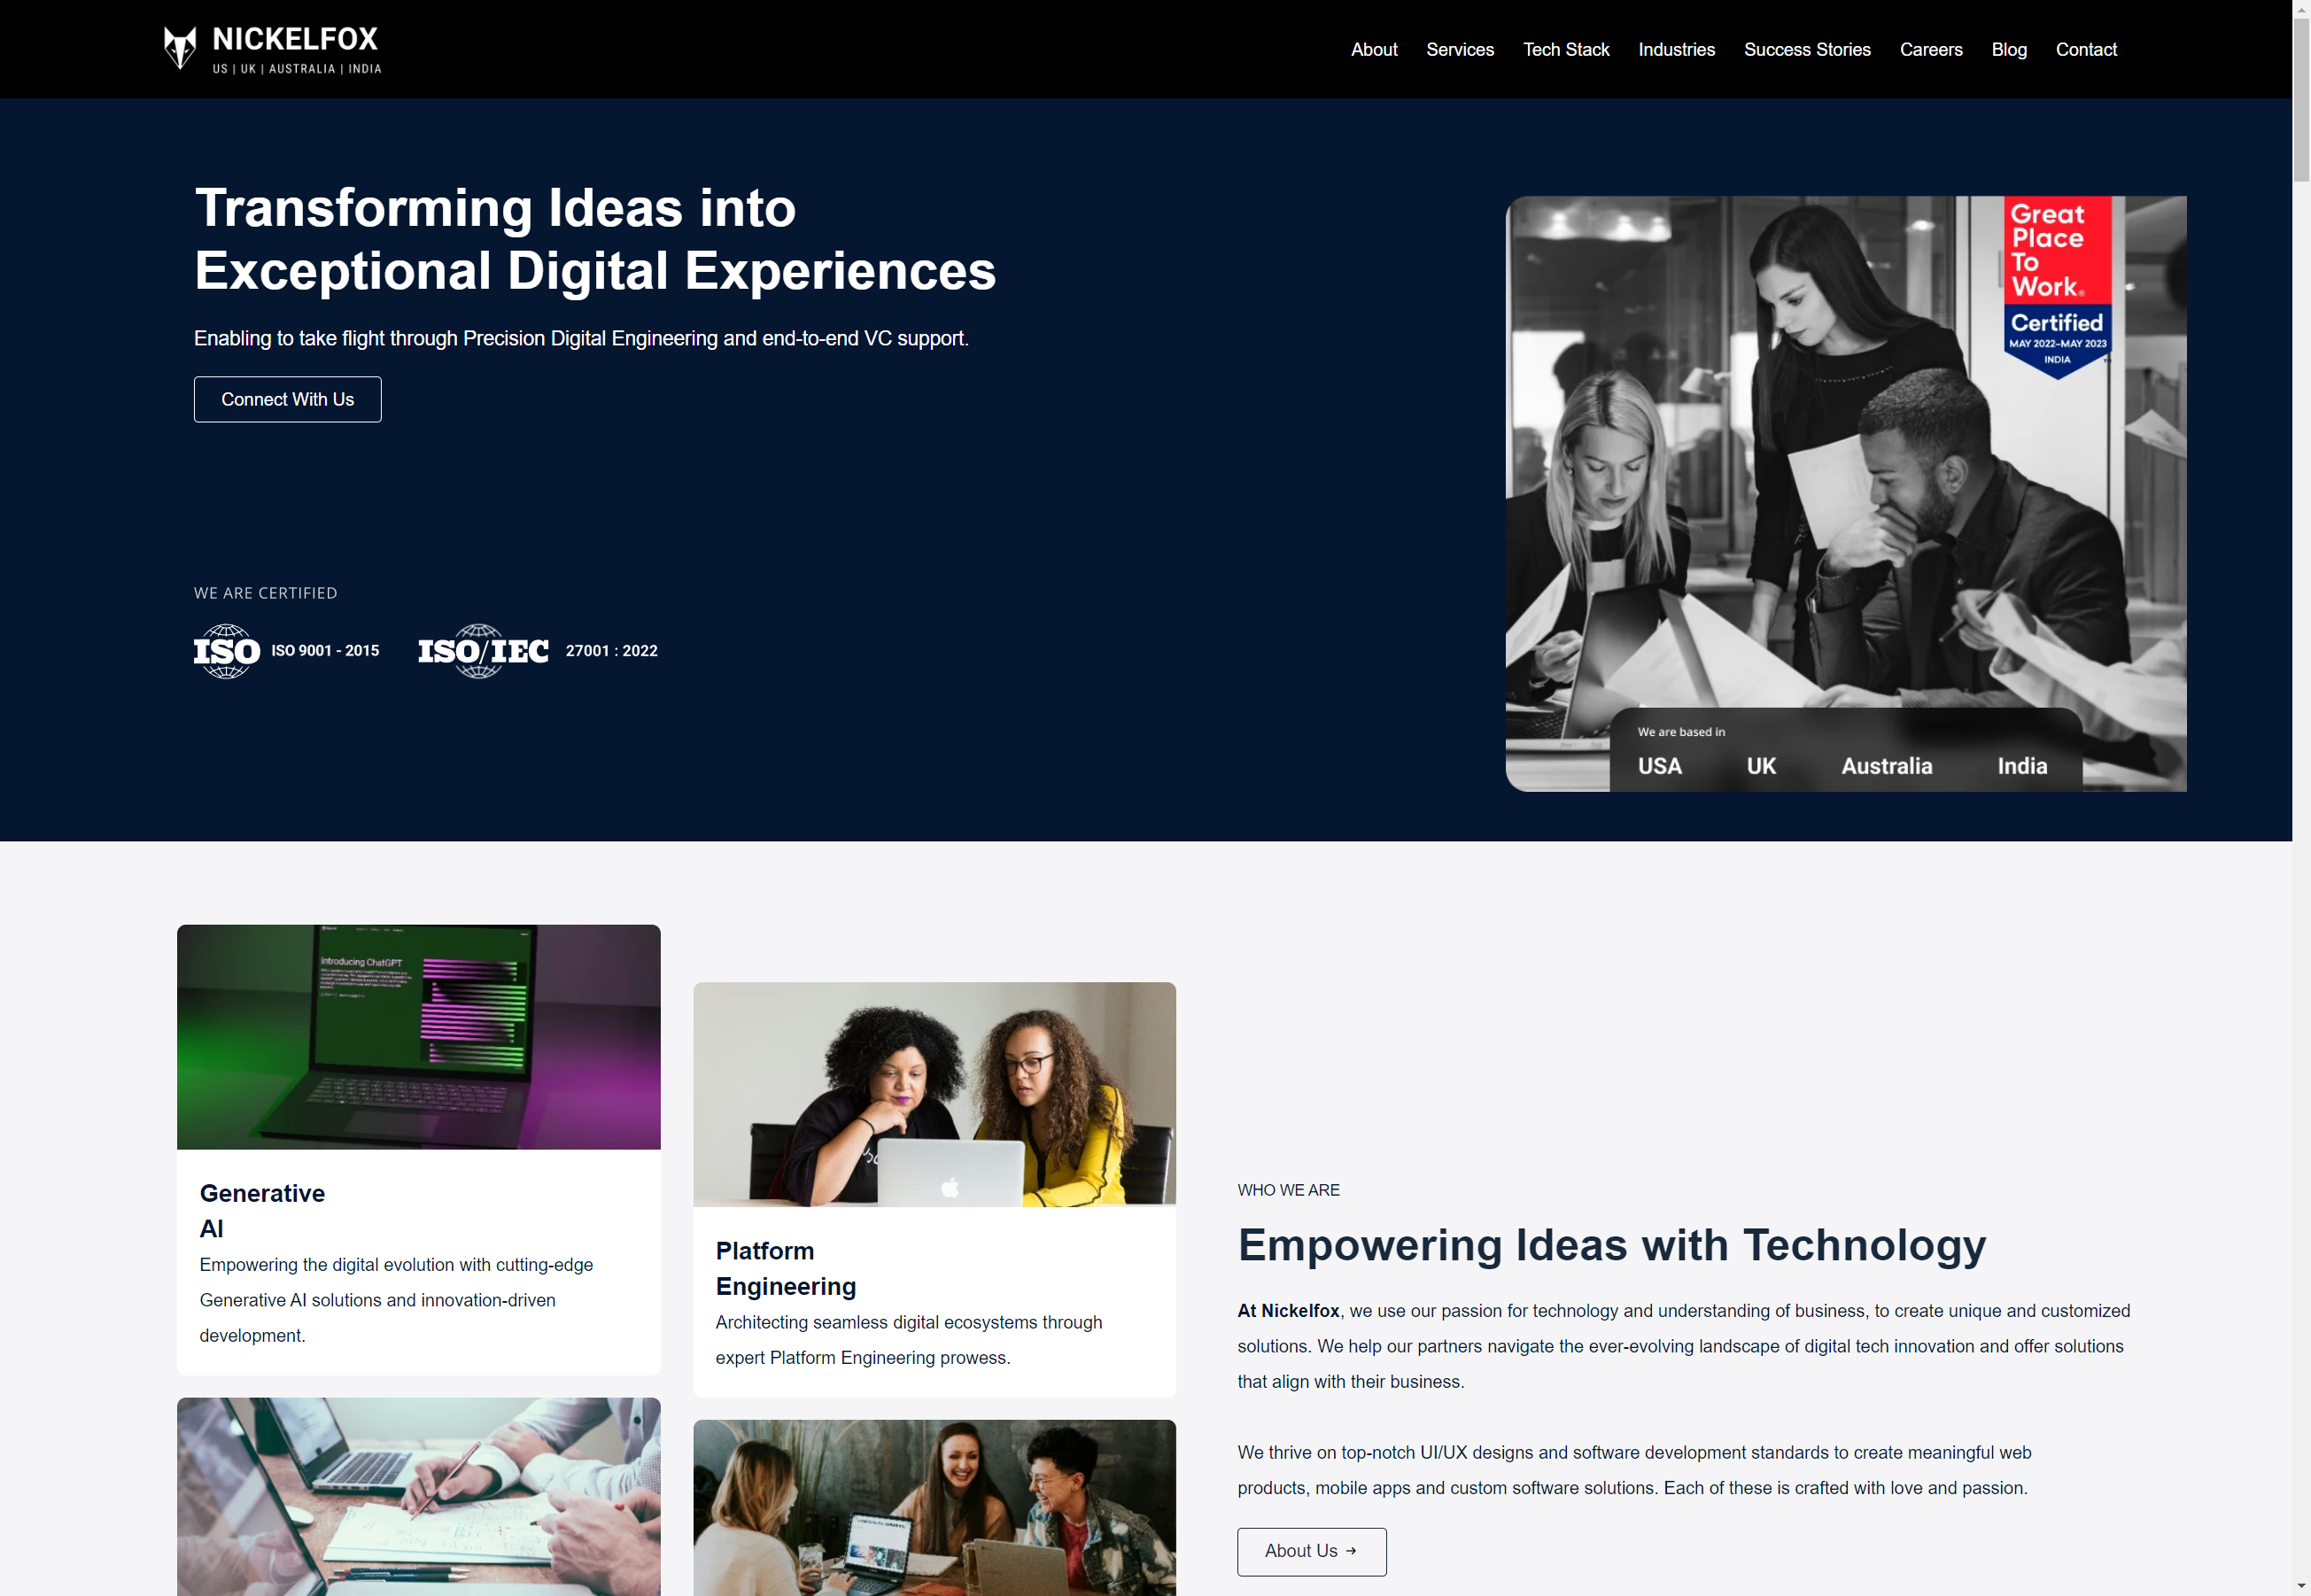 NICKELFOX
US | UK | AUSTRALIA | INDIA
About Services Tech Stack Industries Success Stories Careers Blog Contact
Transforming Ideas into
Exceptional Digital Experiences
Enabling to take flight through Precision Digital Engineering and end-to-end VC support.
Connect With Us
WE ARE CERTIFIED
ISO ISO 9001 - 2015 ISO/IEC 27001 : 2022
Great
Place
To
Work®
Certified
MAY 2022-MAY 2023
INDIA
TM
We are based in
USA UK Australia India
Introducing ChatGPT
Generative
AI
Empowering the digital evolution with cutting-edge
Generative AI solutions and innovation-driven
development.
Platform
Engineering
Architecting seamless digital ecosystems through
expert Platform Engineering prowess.
WHO WE ARE
Empowering Ideas with Technology
At Nickelfox, we use our passion for technology and understanding of business, to create unique and customized
solutions. We help our partners navigate the ever-evolving landscape of digital tech innovation and offer solutions
that align with their business.
We thrive on top-notch UI/UX designs and software development standards to create meaningful web
products, mobile apps and custom software solutions. Each of these is crafted with love and passion.
About Us →